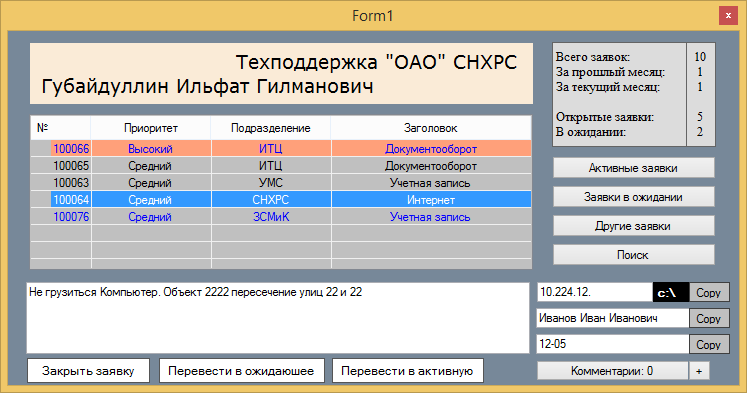 Form1
x
Техподдержка "ОАО" СНХРС
Губайдуллин Ильфат Гилманович
Всего заявок: 10
За прошлый месяц: 1
За текущий месяц: 1
Открытые заявки: 5
В ожидании: 2
№ Приоритет Подразделение Заголовок
100066 Высокий ИТЦ Документооборот
100065 Средний ИТЦ Документооборот
100063 Средний УМС Учетная запись
100064 Средний СНХРС Интернет
100076 Средний ЗСМиК Учетная запись
Активные заявки
Заявки в ожидании
Другие заявки
Поиск
Не грузиться Компьютер. Объект 2222 пересечение улиц 22 и 22
10.224.12. c:\ Copy
Иванов Иван Иванович Copy
12-05 Copy
Закрыть заявку Перевести в ожидаюшее Перевести в активную Комментарии: 0 +